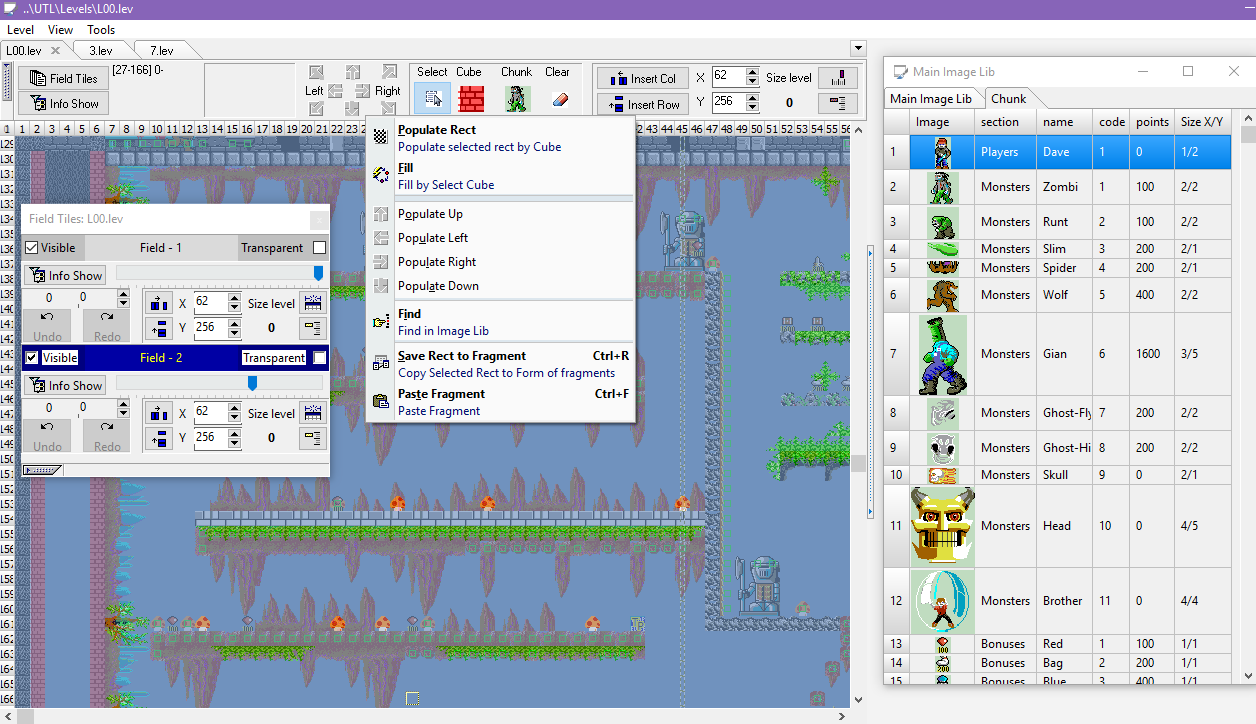 ..\UTL\Levels\L00.lev
Level View Tools
L00.lev 3.lev 7.lev
Field Tiles
Info Show
[27-166] 0-
Left Right
Select Cube Chunk Clear
Insert Col X 62 Size level
Insert Row Y 256 0
0 1 2 3 4 5 6 7 8 9 10 11 12 13 14 15 16 17 18 19 20 21 22 23
42 43 44 45 46 47 48 49 50 51 52 53 54 55 56
Populate Rect
Populate selected rect by Cube
Fill
Fill by Select Cube
Populate Up
Populate Left
Populate Right
Populate Down
Find
Find in Image Lib
Save Rect to Fragment Ctrl+R
Copy Selected Rect to Form of fragments
Paste Fragment Ctrl+F
Paste Fragment
Field Tiles: L00.lev
Visible Field - 1 Transparent
Info Show
0 0 X 62 Size level
Undo Redo Y 256 0
Visible Field - 2 Transparent
Info Show
0 0 X 62 Size level
Undo Redo Y 256 0
Main Image Lib
Main Image Lib Chunk
Image section name code points Size X/Y
1 Players Dave 1 0 1/2
2 Monsters Zombi 1 100 2/2
3 Monsters Runt 2 100 2/2
4 Monsters Slim 3 200 2/1
5 Monsters Spider 4 200 2/1
6 Monsters Wolf 5 400 2/2
7 Monsters Gian 6 1600 3/5
8 Monsters Ghost-Fly 7 200 2/2
9 Monsters Ghost-Hi 8 200 2/2
10 Monsters Skull 9 0 2/1
11 Monsters Head 10 0 4/5
12 Monsters Brother 11 0 4/4
13 100 Bonuses Red 1 100 1/1
14 200 Bonuses Bag 2 200 1/1
15 Bonuses Blue 3 400 1/1